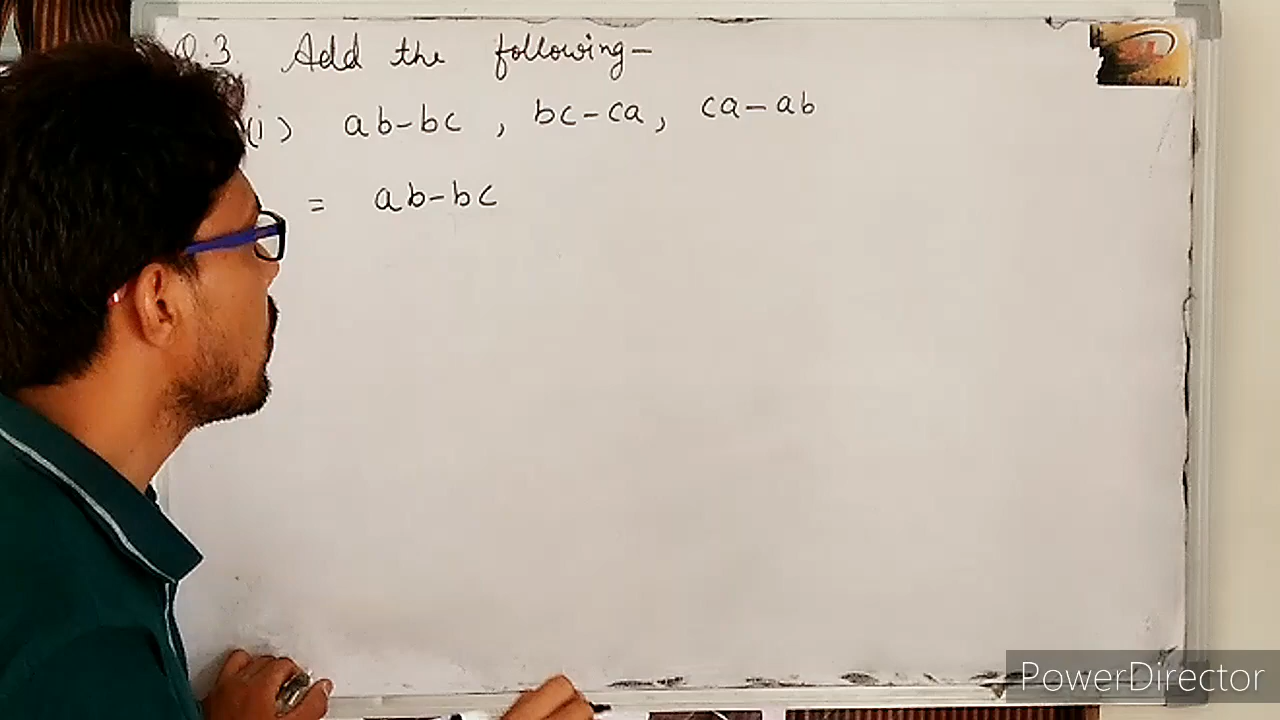 Q.3 Add the following-
(i) ab-bc , bc-ca, ca-ab
= ab-bc
PowerDirector